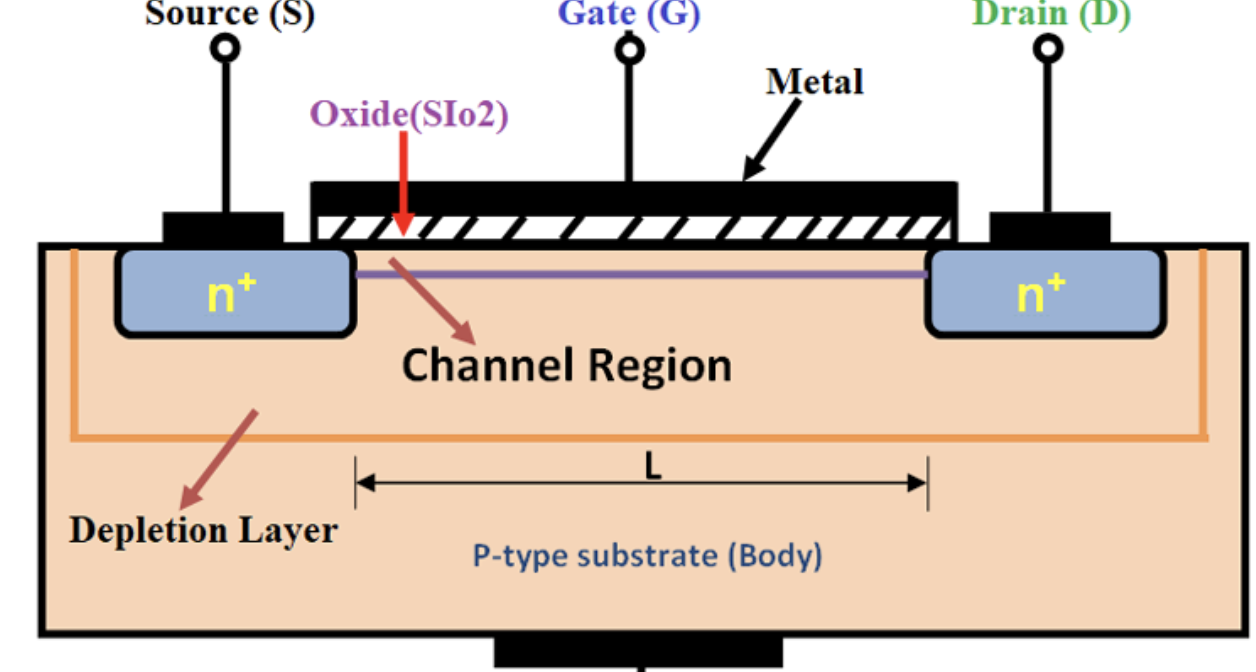 Source (S)
Gate (G)
Drain (D)
Metal
Oxide(SIo2)
n+
n+
Channel Region
L
Depletion Layer
P-type substrate (Body)